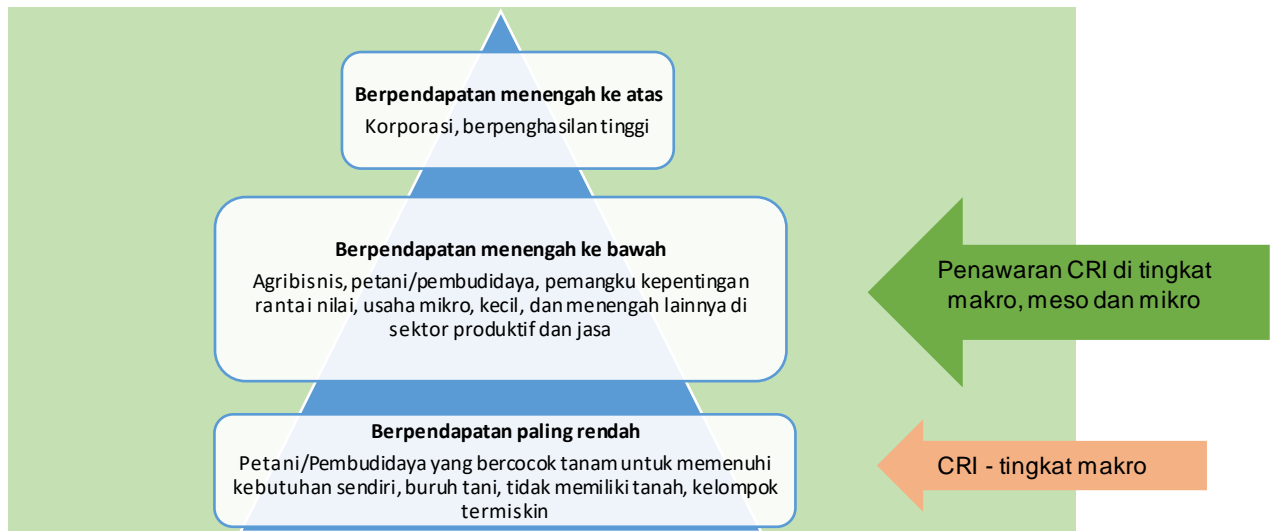 Berpendapatan menengah ke atas
Korporasi, berpenghasilan tinggi
Berpendapatan menengah ke bawah
Agribisnis, petani/pembudidaya, pemangku kepentingan
rantai nilai, usaha mikro, kecil, dan menengah lainnya di
sektor produktif dan jasa
Penawaran CRI di tingkat
makro, meso dan mikro
Berpendapatan paling rendah
Petani/Pembudidaya yang bercocok tanam untuk memenuhi
kebutuhan sendiri, buruh tani, tidak memiliki tanah, kelompok
termiskin
CRI - tingkat makro